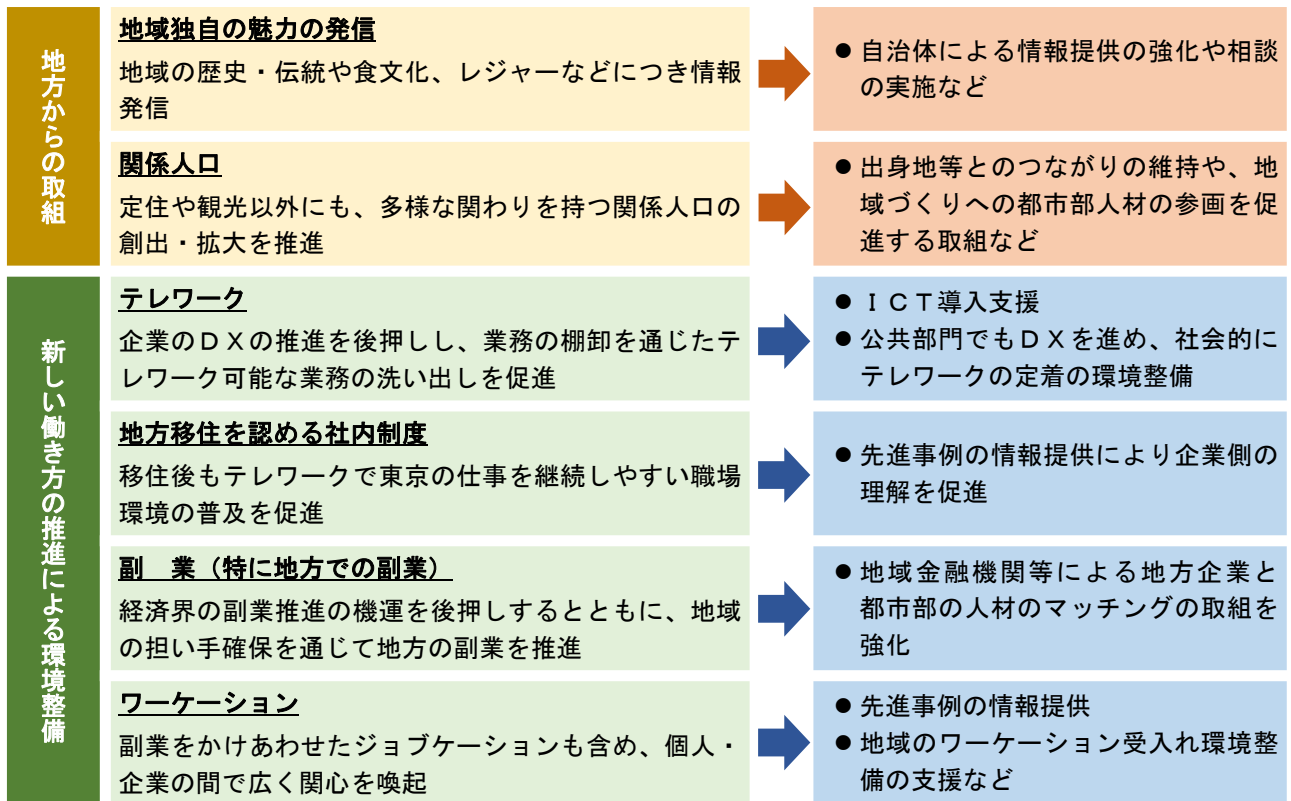 地方からの取組
地域独自の魅力の発信
地域の歴史・伝統や食文化、レジャーなどにつき情報
発信
● 自治体による情報提供の強化や相談
の実施など
関係人口
定住や観光以外にも、多様な関わりを持つ関係人口の
創出・拡大を推進
● 出身地等とのつながりの維持や、地
域づくりへの都市部人材の参画を促
進する取組など
新しい働き方の推進による環境整備
テレワーク
企業のＤＸの推進を後押しし、業務の棚卸を通じたテ
レワーク可能な業務の洗い出しを促進
● ＩＣＴ導入支援
● 公共部門でもＤＸを進め、社会的に
テレワークの定着の環境整備
地方移住を認める社内制度
移住後もテレワークで東京の仕事を継続しやすい職場
環境の普及を促進
● 先進事例の情報提供により企業側の
理解を促進
副　業（特に地方での副業）
経済界の副業推進の機運を後押しするとともに、地域
の担い手確保を通じて地方の副業を推進
● 地域金融機関等による地方企業と
都市部の人材のマッチングの取組を
強化
ワーケーション
副業をかけあわせたジョブケーションも含め、個人・
企業の間で広く関心を喚起
● 先進事例の情報提供
● 地域のワーケーション受入れ環境整
備の支援など